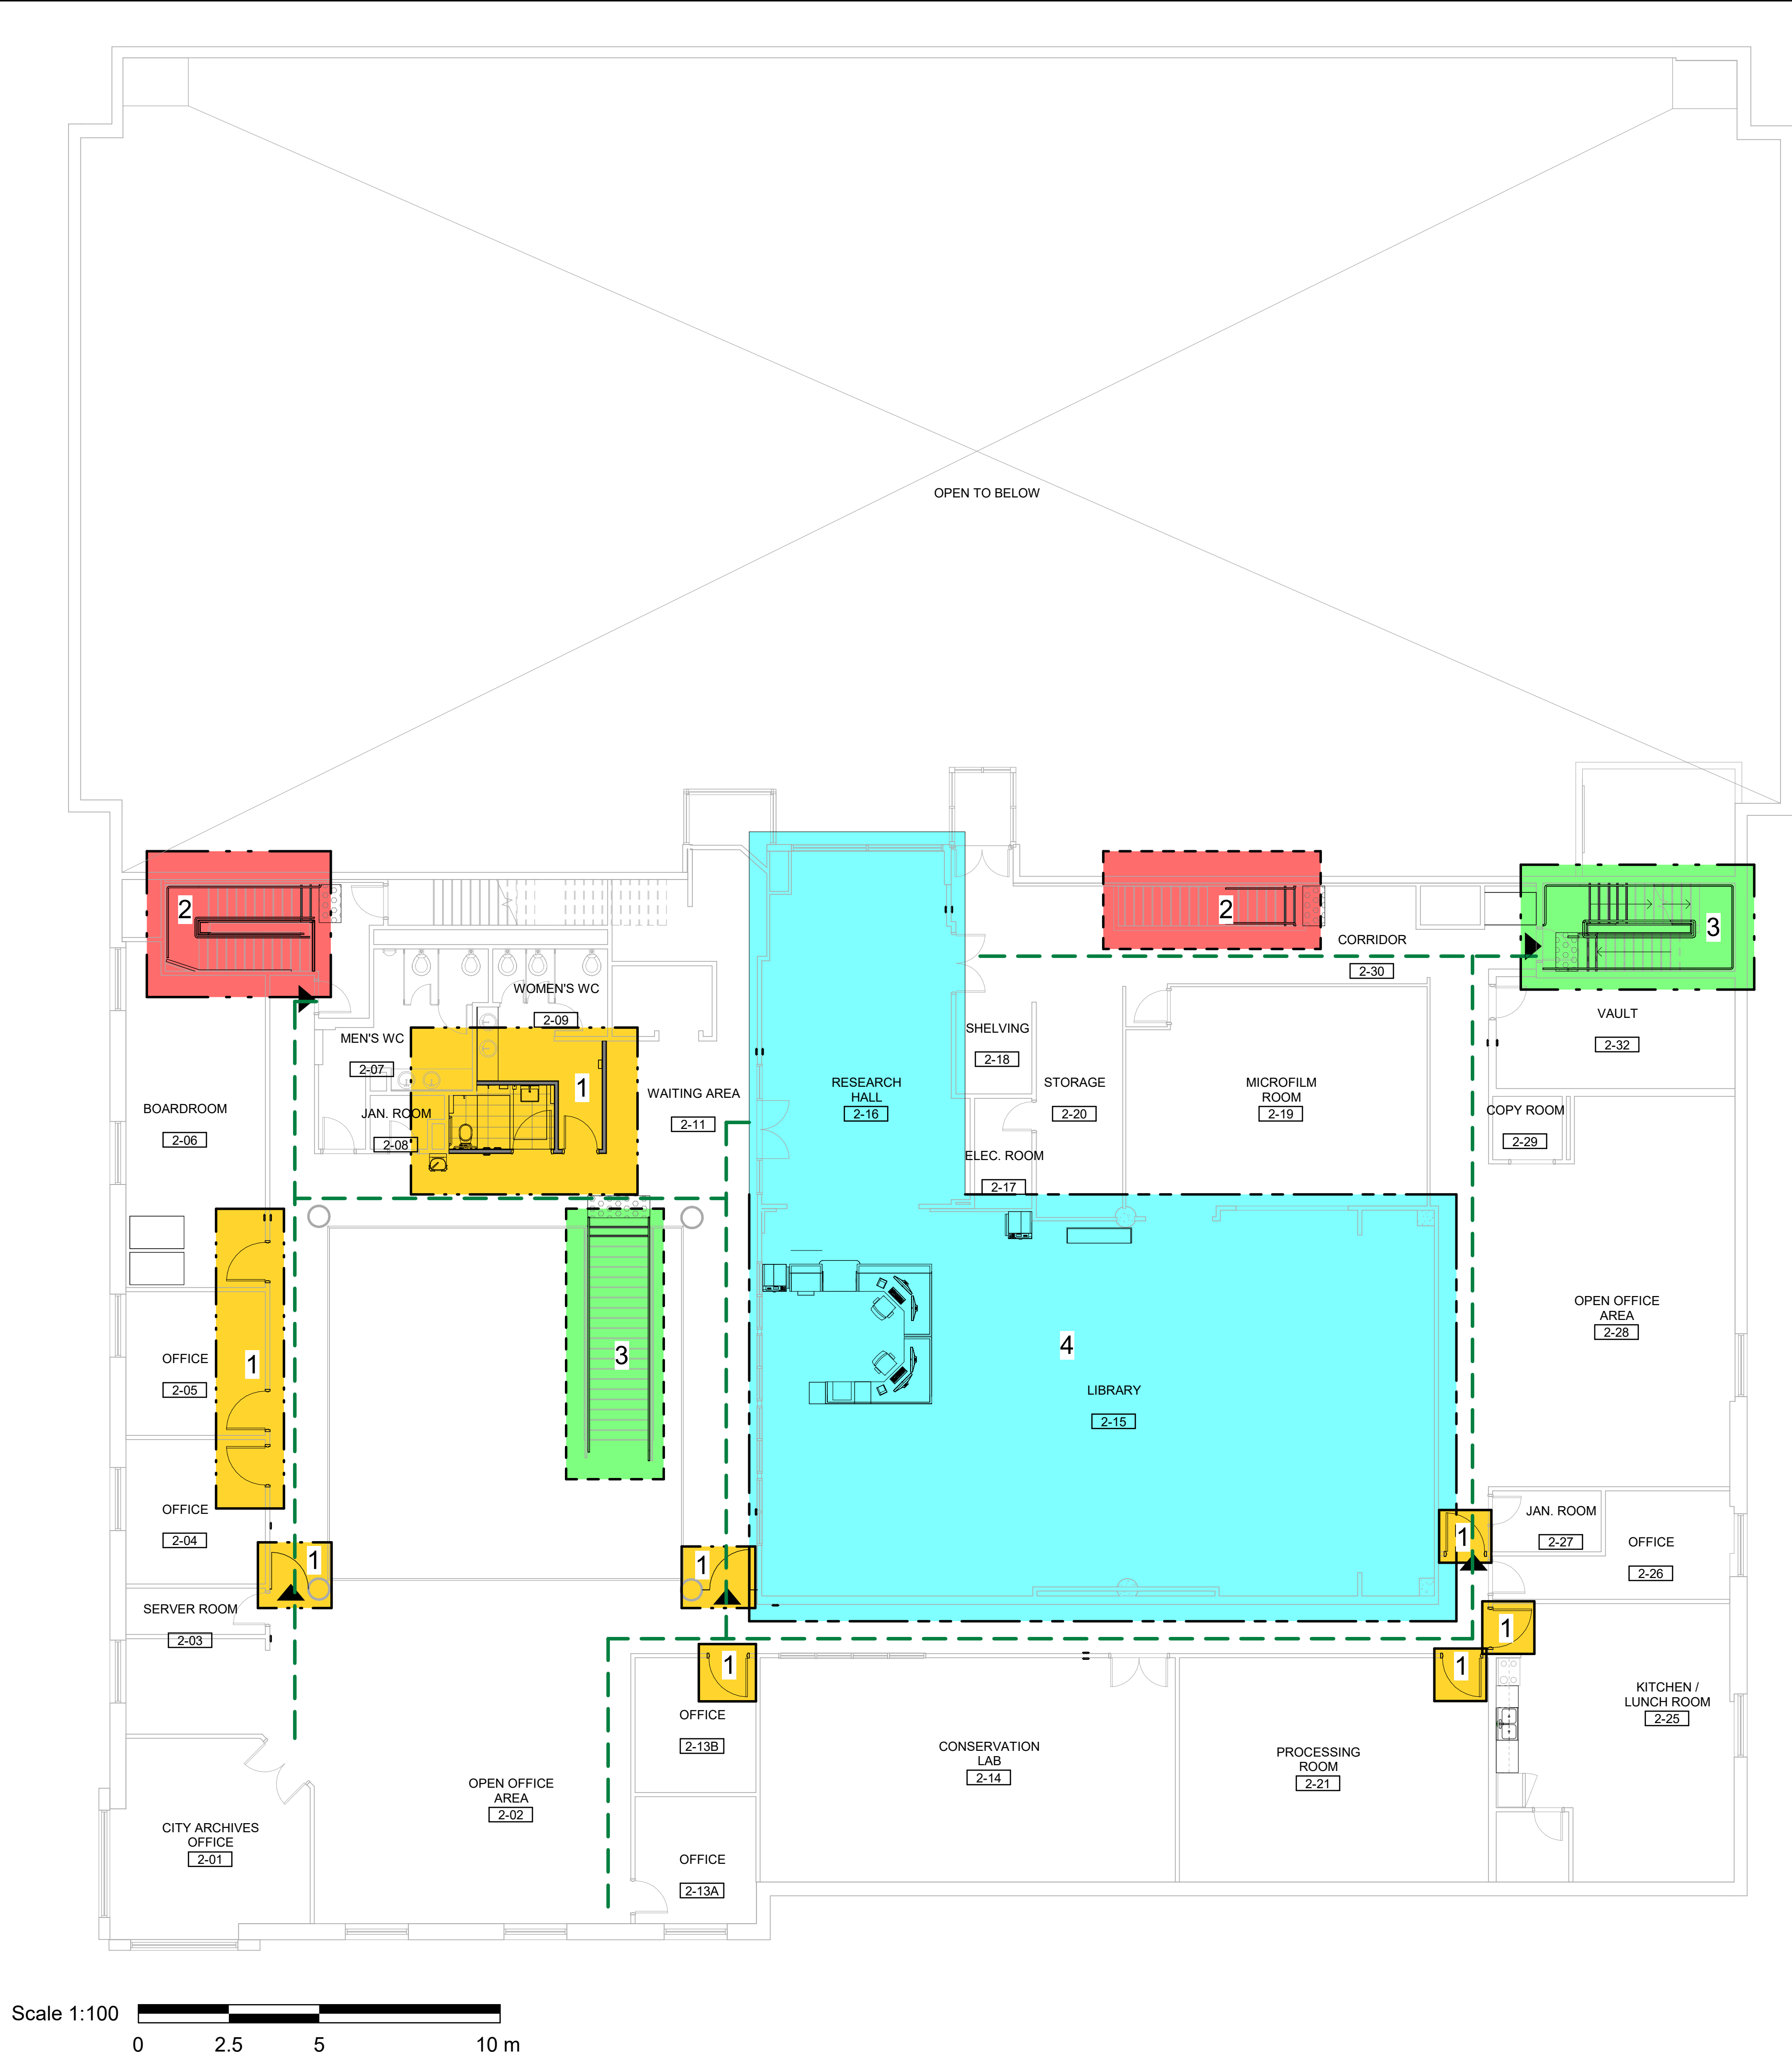 OPEN TO BELOW
2
2
3
CORRIDOR
2-30
WOMEN'S WC
2-09
MEN'S WC
2-07
1
JAN. ROOM
2-08
BOARDROOM
2-06
WAITING AREA
2-11
RESEARCH
HALL
2-16
SHELVING
2-18
STORAGE
2-20
ELEC. ROOM
2-17
MICROFILM
ROOM
2-19
VAULT
2-32
COPY ROOM
2-29
OPEN OFFICE
AREA
2-28
OFFICE
2-05
1
3
4
LIBRARY
2-15
OFFICE
2-04
1
1
1
JAN. ROOM
2-27
OFFICE
2-26
SERVER ROOM
2-03
1
1
1
OFFICE
2-13B
CONSERVATION
LAB
2-14
PROCESSING
ROOM
2-21
KITCHEN /
LUNCH ROOM
2-25
OPEN OFFICE
AREA
2-02
CITY ARCHIVES
OFFICE
2-01
OFFICE
2-13A
Scale 1:100
0 2.5 5 10 m